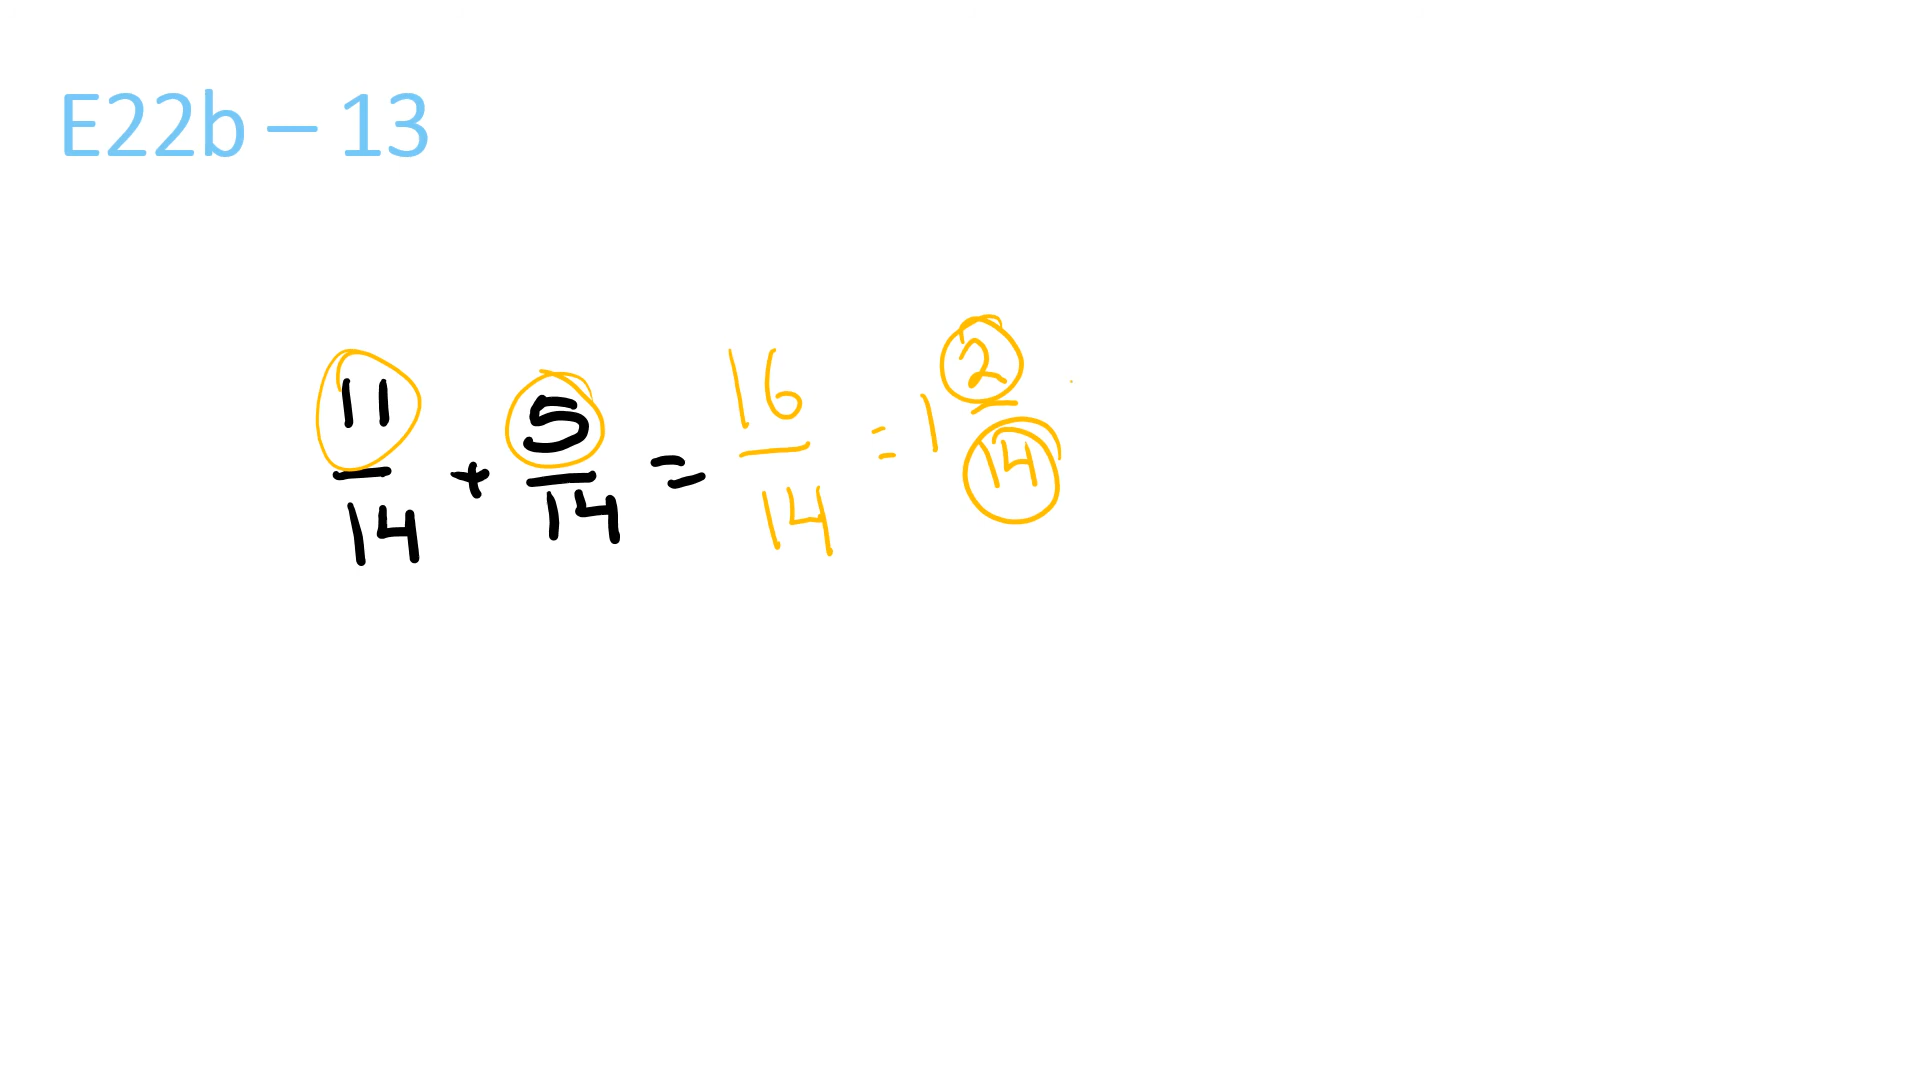 E22b – 13
11/14 + 5/14 = 16/14 = 1 2/14